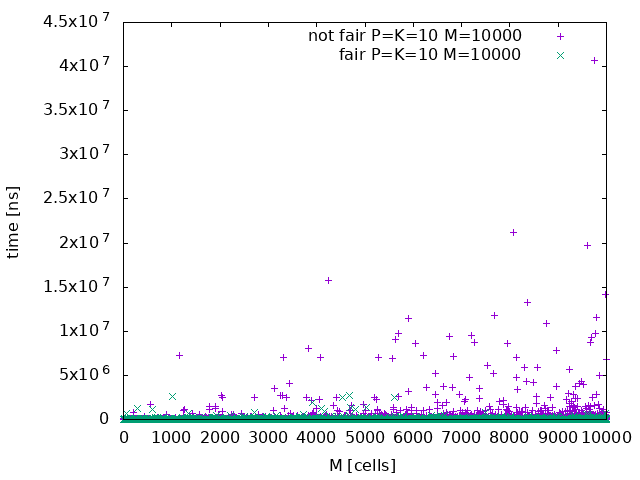 4.5x10^7
4x10^7
3.5x10^7
3x10^7
2.5x10^7
2x10^7
1.5x10^7
1x10^7
5x10^6
0
time [ns]
not fair P=K=10 M=10000
fair P=K=10 M=10000
0 1000 2000 3000 4000 5000 6000 7000 8000 9000 10000
M [cells]